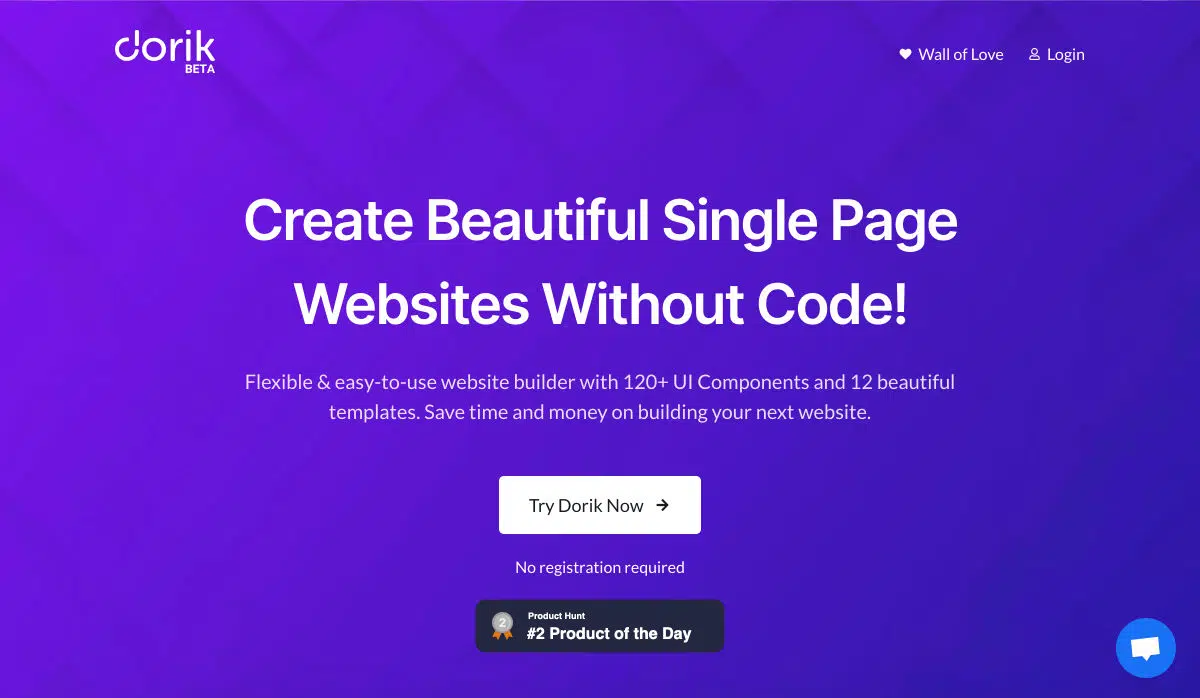 dorik
BETA
Wall of Love
Login
Create Beautiful Single Page
Websites Without Code!
Flexible & easy-to-use website builder with 120+ UI Components and 12 beautiful
templates. Save time and money on building your next website.
Try Dorik Now
No registration required
2
Product Hunt
#2 Product of the Day